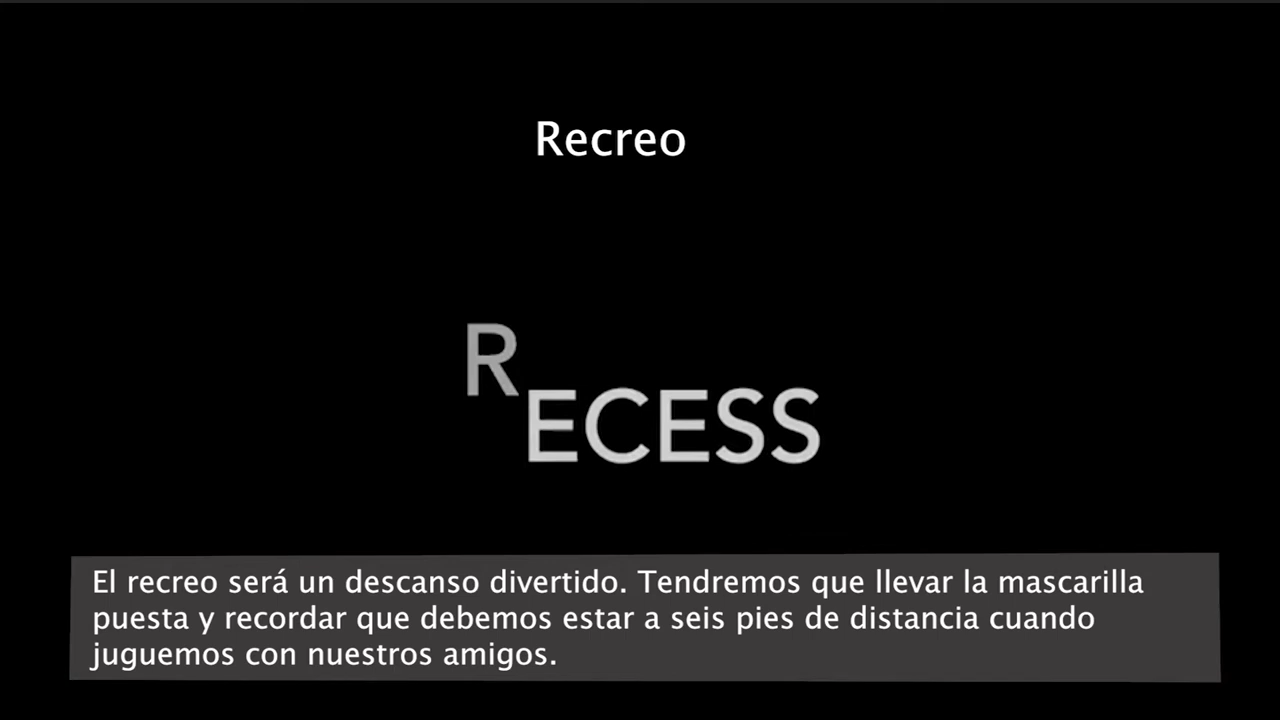 Recreo
RECESS
El recreo será un descanso divertido. Tendremos que llevar la mascarilla
puesta y recordar que debemos estar a seis pies de distancia cuando
juguemos con nuestros amigos.